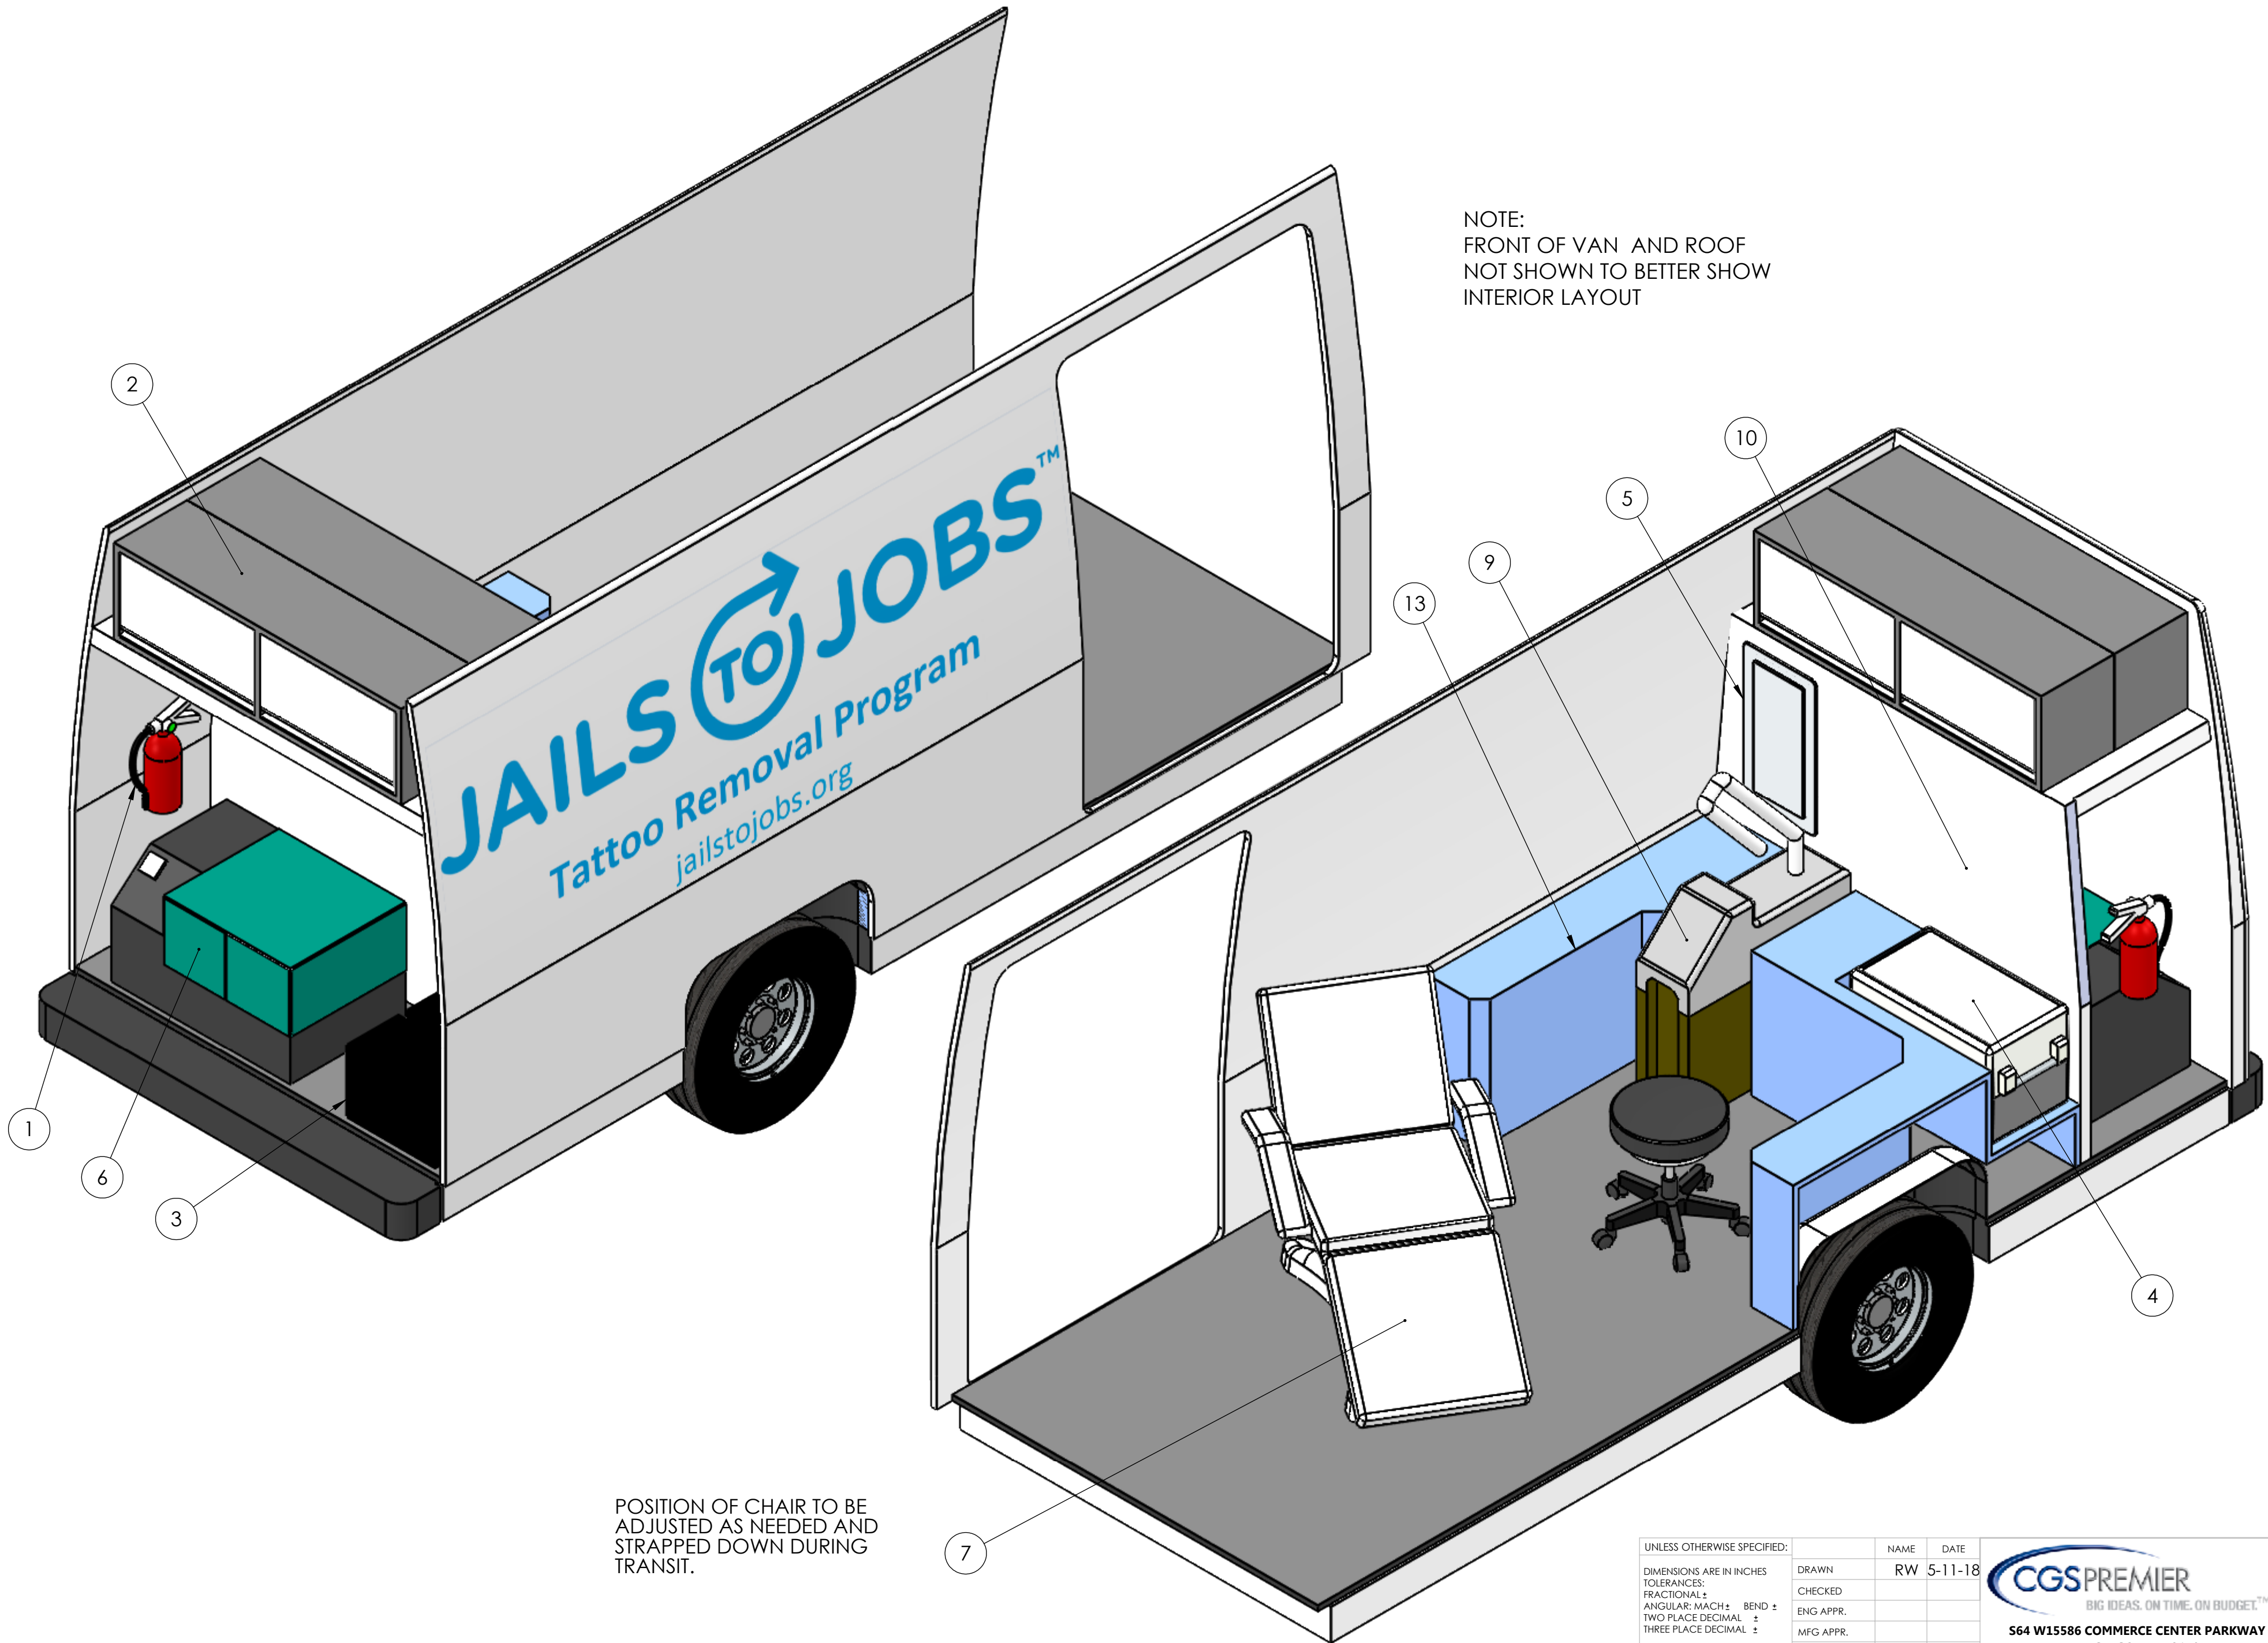 NOTE:
FRONT OF VAN AND ROOF
NOT SHOWN TO BETTER SHOW
INTERIOR LAYOUT
2
10
5
9
13
JAILS TO JOBS™
Tattoo Removal Program
jailstojobs.org
1
6
3
4
7
POSITION OF CHAIR TO BE
ADJUSTED AS NEEDED AND
STRAPPED DOWN DURING
TRANSIT.
UNLESS OTHERWISE SPECIFIED:
DIMENSIONS ARE IN INCHES
TOLERANCES:
FRACTIONAL±
ANGULAR: MACH± BEND ±
TWO PLACE DECIMAL ±
THREE PLACE DECIMAL ±
NAME DATE
DRAWN RW 5-11-18
CHECKED
ENG APPR.
MFG APPR.
CGSPREMIER
BIG IDEAS. ON TIME. ON BUDGET.™
S64 W15586 COMMERCE CENTER PARKWAY